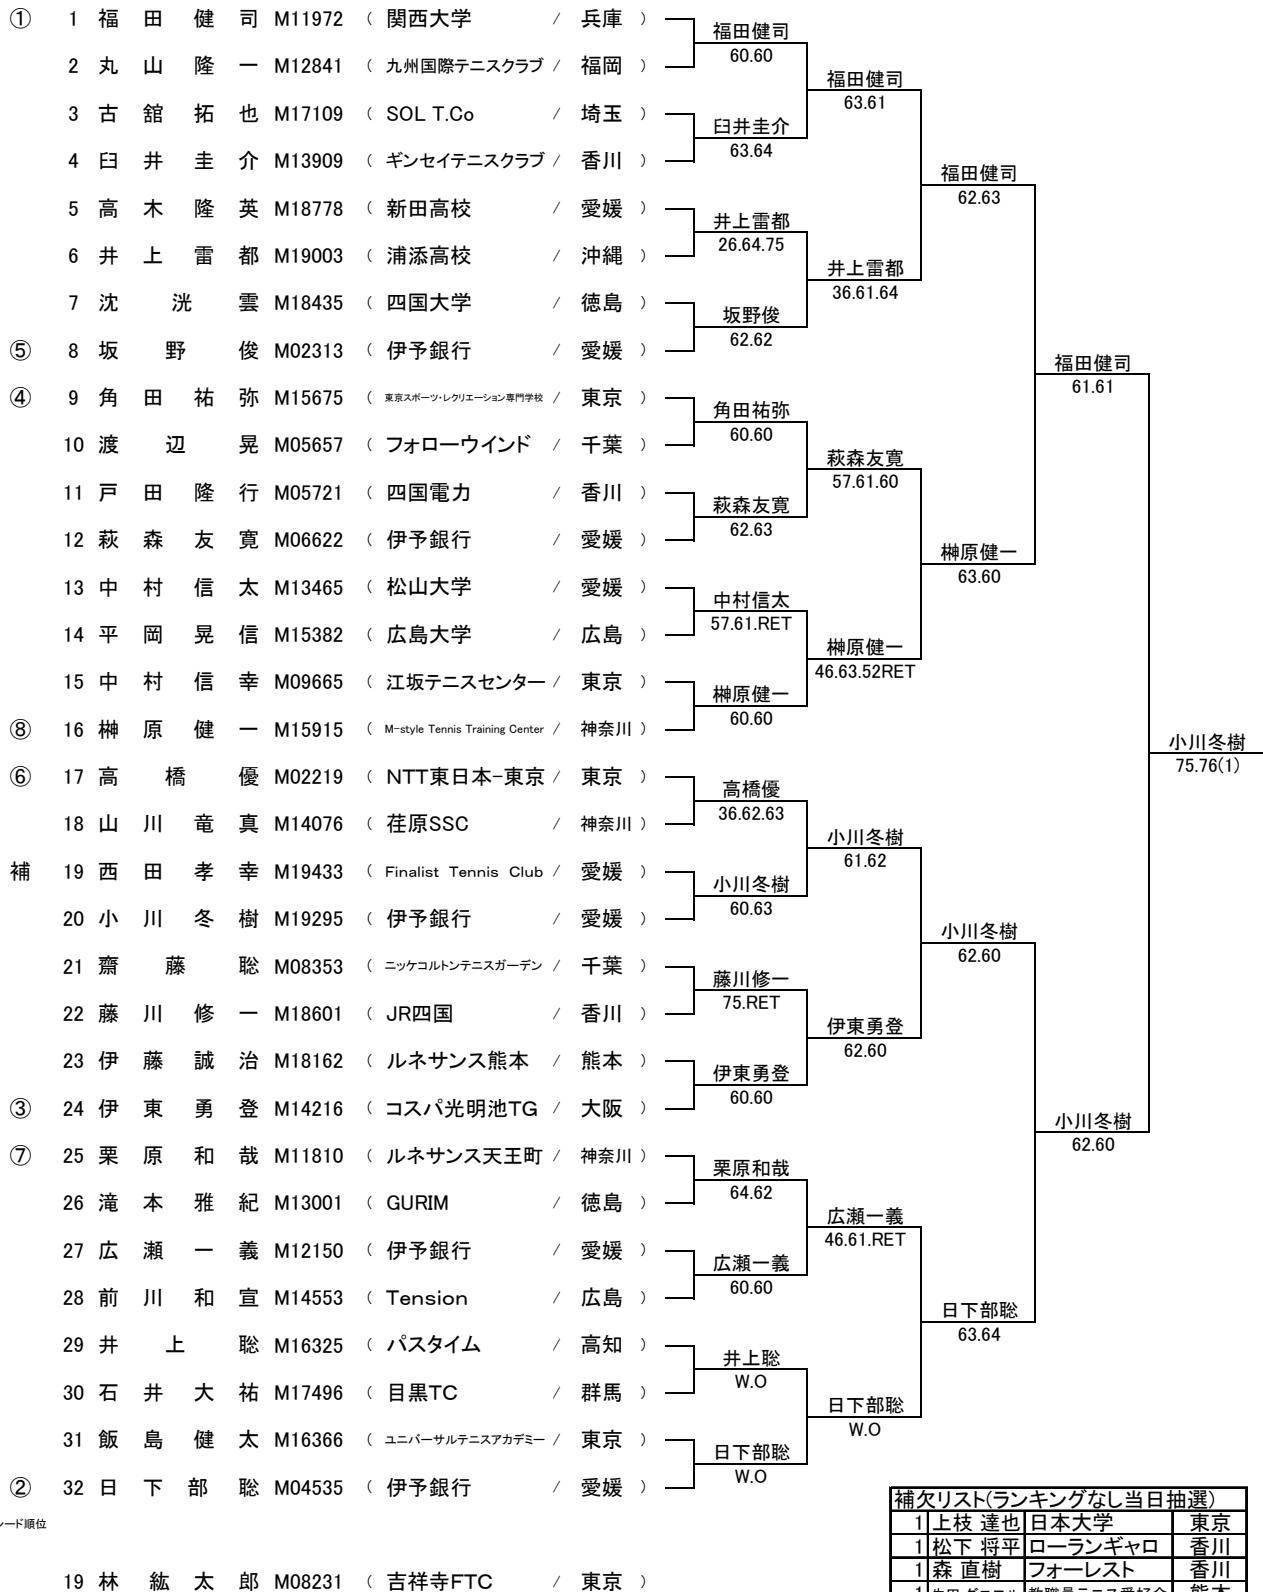 ① 1 福田健司 M11972 ( 関西大学 / 兵庫 )
福田健司
60.60
2 丸山隆一 M12841 ( 九州国際テニスクラブ / 福岡 )
福田健司
63.61
3 古舘拓也 M17109 ( SOL T.Co / 埼玉 )
臼井圭介
63.64
4 臼井圭介 M13909 ( ギンセイテニスクラブ / 香川 )
福田健司
62.63
5 高木隆英 M18778 ( 新田高校 / 愛媛 )
井上雷都
26.64.75
6 井上雷都 M19003 ( 浦添高校 / 沖縄 )
井上雷都
36.61.64
7 沈洸雲 M18435 ( 四国大学 / 徳島 )
坂野俊
62.62
⑤ 8 坂野俊 M02313 ( 伊予銀行 / 愛媛 )
福田健司
61.61
④ 9 角田祐弥 M15675 ( 東京スポーツ・レクリエーション専門学校 / 東京 )
角田祐弥
60.60
10 渡辺晃 M05657 ( フォローウインド / 千葉 )
萩森友寛
57.61.60
11 戸田隆行 M05721 ( 四国電力 / 香川 )
萩森友寛
62.63
12 萩森友寛 M06622 ( 伊予銀行 / 愛媛 )
榊原健一
63.60
13 中村信太 M13465 ( 松山大学 / 愛媛 )
中村信太
57.61.RET
14 平岡晃信 M15382 ( 広島大学 / 広島 )
榊原健一
46.63.52RET
15 中村信幸 M09665 ( 江坂テニスセンター / 東京 )
榊原健一
60.60
⑧ 16 榊原健一 M15915 ( M-style Tennis Training Center / 神奈川 )
小川冬樹
75.76(1)
⑥ 17 高橋優 M02219 ( NTT東日本-東京 / 東京 )
高橋優
36.62.63
18 山川竜真 M14076 ( 荏原SSC / 神奈川 )
小川冬樹
61.62
補 19 西田孝幸 M19433 ( Finalist Tennis Club / 愛媛 )
小川冬樹
60.63
20 小川冬樹 M19295 ( 伊予銀行 / 愛媛 )
小川冬樹
62.60
21 齋藤聡 M08353 ( ニッケコルトンテニスガーデン / 千葉 )
藤川修一
75.RET
22 藤川修一 M18601 ( JR四国 / 香川 )
伊東勇登
62.60
23 伊藤誠治 M18162 ( ルネサンス熊本 / 熊本 )
伊東勇登
60.60
③ 24 伊東勇登 M14216 ( コスパ光明池TG / 大阪 )
小川冬樹
62.60
⑦ 25 栗原和哉 M11810 ( ルネサンス天王町 / 神奈川 )
栗原和哉
64.62
26 滝本雅紀 M13001 ( GURIM / 徳島 )
広瀬一義
46.61.RET
27 広瀬一義 M12150 ( 伊予銀行 / 愛媛 )
広瀬一義
60.60
28 前川和宣 M14553 ( Tension / 広島 )
日下部聡
63.64
29 井上聡 M16325 ( パスタイム / 高知 )
井上聡
W.O
30 石井大祐 M17496 ( 目黒TC / 群馬 )
日下部聡
W.O
31 飯島健太 M16366 ( ユニバーサルテニスアカデミー / 東京 )
日下部聡
W.O
② 32 日下部聡 M04535 ( 伊予銀行 / 愛媛 )
ード順位
19 林紘太郎 M08231 ( 吉祥寺FTC / 東京 )
補欠リスト(ランキングなし当日抽選)
1 上枝 達也 日本大学 東京
1 松下 将平 ローランギャロ 香川
1 森 直樹 フォーレスト 香川